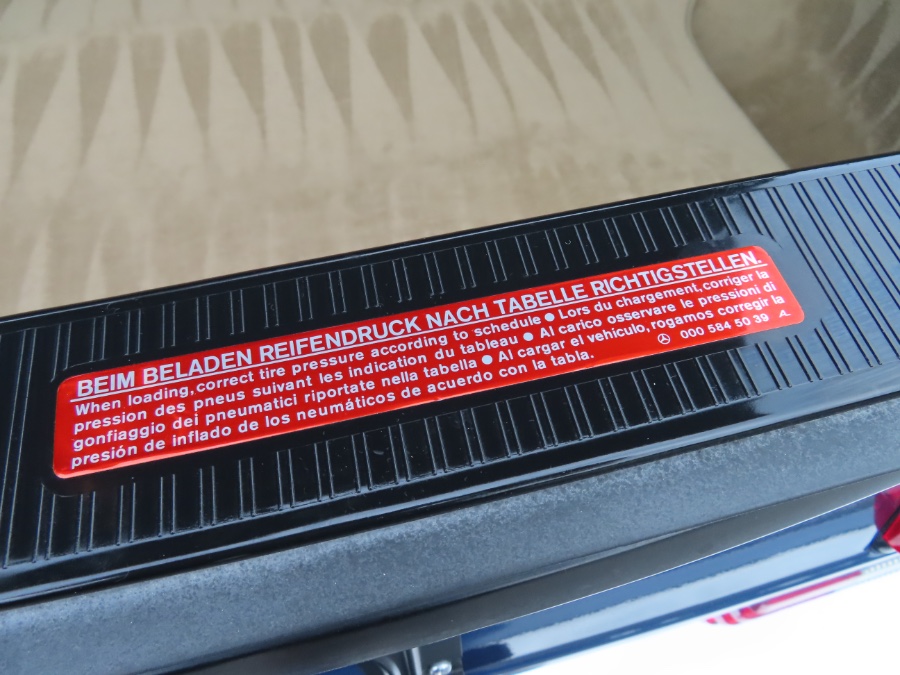 BEIM BELADEN REIFENDRUCK NACH TABELLE RICHTIGSTELLEN.
When loading, correct tire pressure according to schedule ● Lors du chargement, corriger la
pression des pneus suivant les indication du tableau ● Al carico osservare le pressioni di
gonfiaggio dei pneumatici riportate nella tabella ● Al cargar el vehiculo, rogamos corregir la
presión de inflado de los neumáticos de acuerdo con la tabla. 000 584 50 39